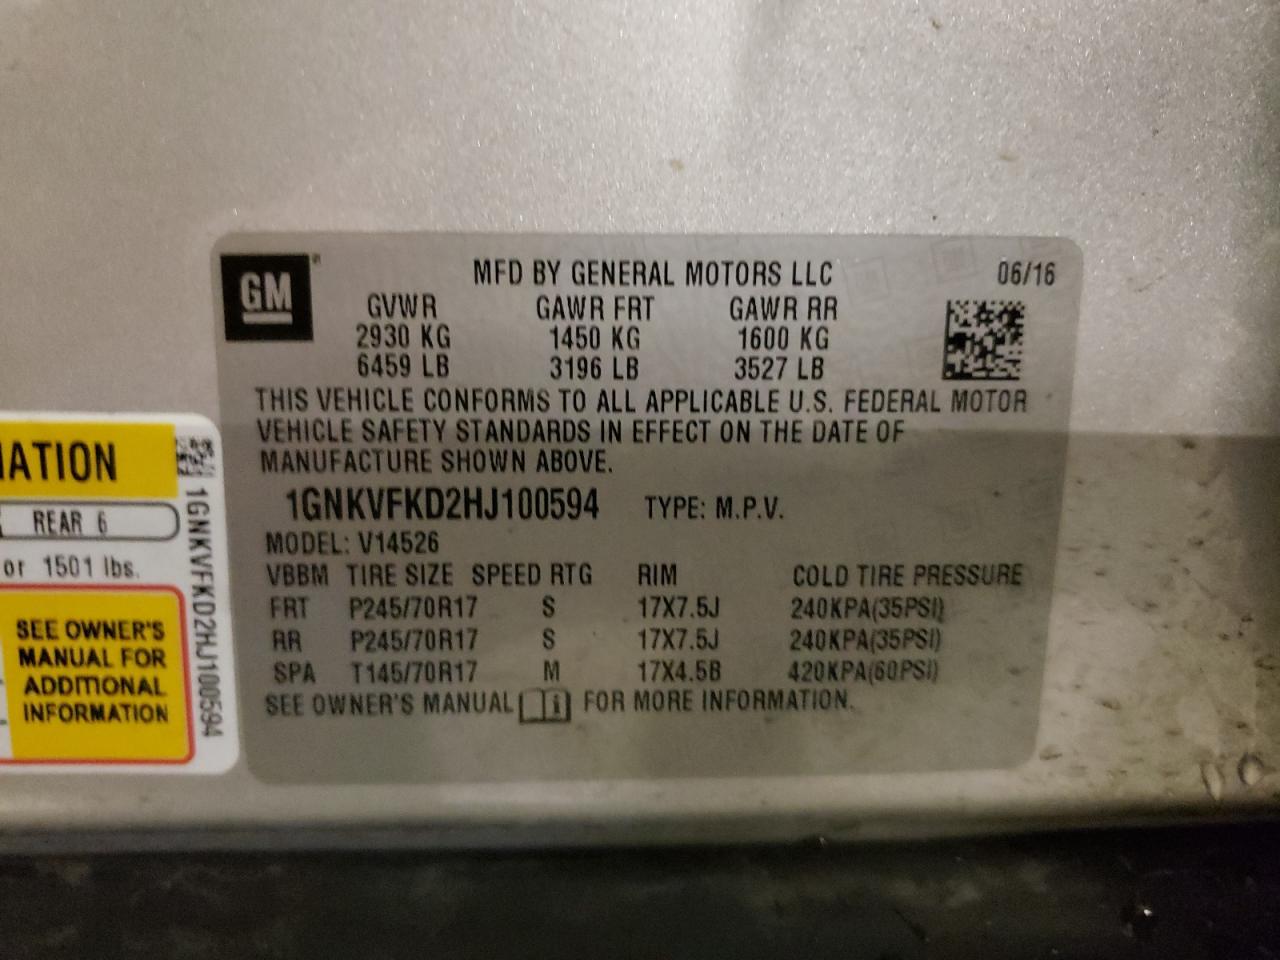 GM
MFD BY GENERAL MOTORS LLC 06/16
GVWR GAWR FRT GAWR RR
2930 KG 1450 KG 1600 KG
6459 LB 3196 LB 3527 LB
THIS VEHICLE CONFORMS TO ALL APPLICABLE U.S. FEDERAL MOTOR
VEHICLE SAFETY STANDARDS IN EFFECT ON THE DATE OF
MANUFACTURE SHOWN ABOVE.
1GNKVFKD2HJ100594 TYPE: M.P.V.
MODEL: V14526
VBBM TIRE SIZE SPEED RTG RIM COLD TIRE PRESSURE
FRT P245/70R17 S 17X7.5J 240KPA(35PSI)
RR P245/70R17 S 17X7.5J 240KPA(35PSI)
SPA T145/70R17 M 17X4.5B 420KPA(60PSI)
SEE OWNER'S MANUAL FOR MORE INFORMATION.
ATION
REAR 6
or 1501 lbs.
SEE OWNER'S
MANUAL FOR
ADDITIONAL
INFORMATION
1GNKVFKD2HJ100594